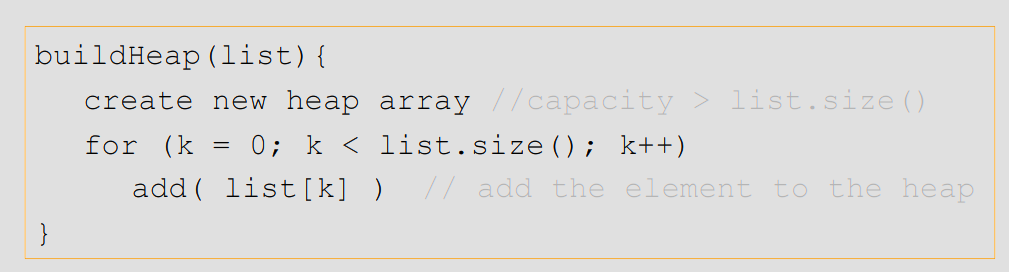 buildHeap(list){
create new heap array //capacity > list.size()
for (k = 0; k < list.size(); k++)
add( list[k] ) // add the element to the heap
}